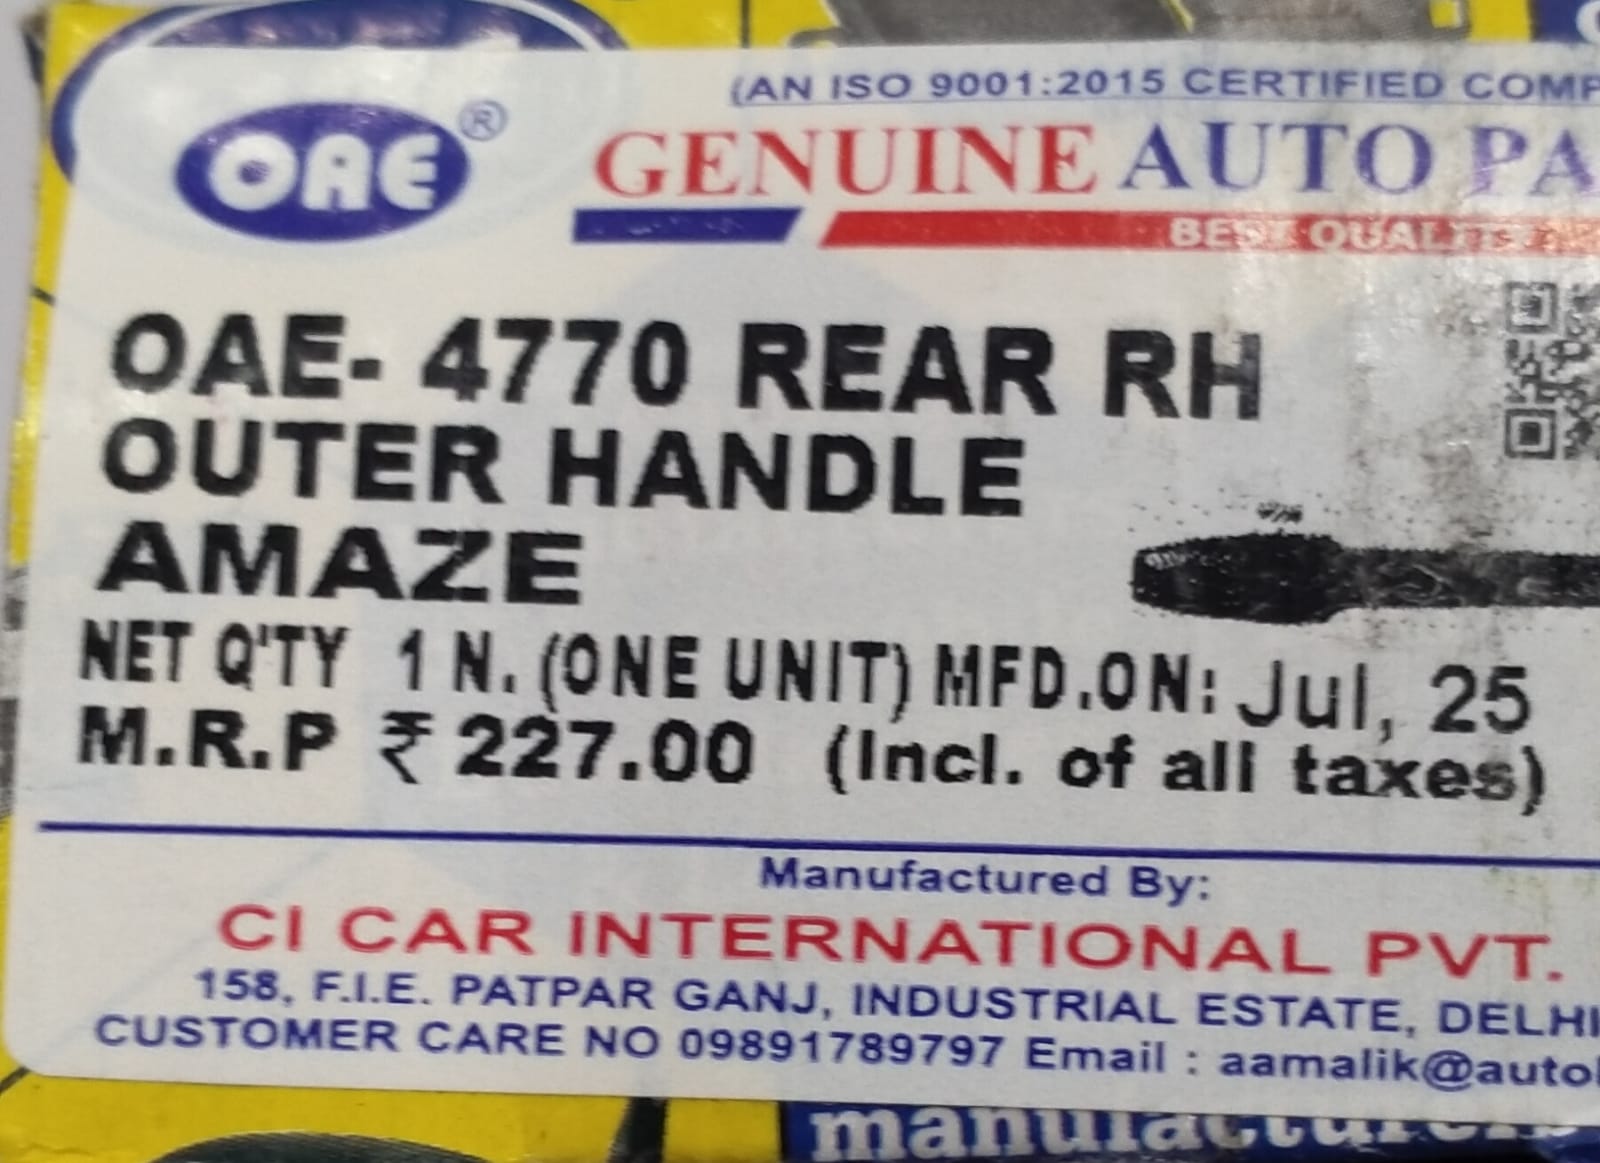 (AN ISO 9001:2015 CERTIFIED COMP
OAE ®
GENUINE AUTO PA
BEST QUALITY
OAE- 4770 REAR RH
OUTER HANDLE
AMAZE
NET Q'TY 1 N. (ONE UNIT) MFD.ON: Jul, 25
M.R.P ₹ 227.00 (Incl. of all taxes)
Manufactured By:
CI CAR INTERNATIONAL PVT.
158, F.I.E. PATPAR GANJ, INDUSTRIAL ESTATE, DELHI
CUSTOMER CARE NO 09891789797 Email : aamalik@auto